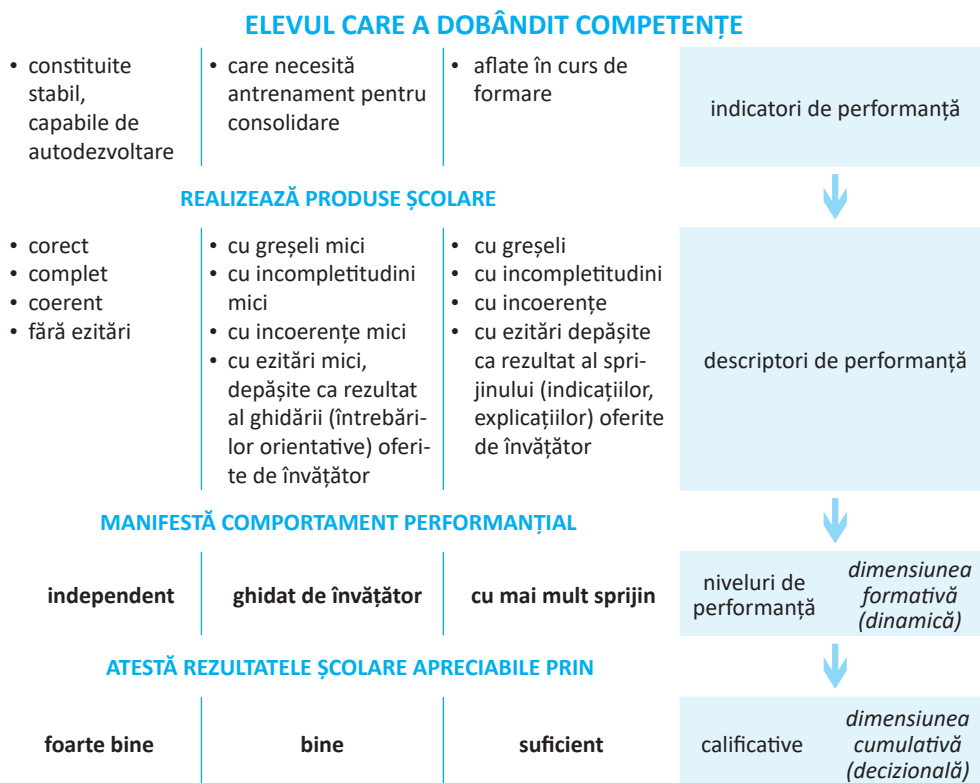 ELEVUL CARE A DOBÂNDIT COMPETENȚE
• constituite
stabil,
capabile de
autodezvoltare
• care necesită
antrenament pentru
consolidare
• aflate în curs de
formare
indicatori de performanță
REALIZEAZĂ PRODUSE ȘCOLARE
• corect
• complet
• coerent
• fără ezitări
• cu greșeli mici
• cu incompletitudini
mici
• cu incoerențe mici
• cu ezitări mici,
depășite ca rezultat
al ghidării (întrebări-
lor orientative) oferi-
te de învățător
• cu greșeli
• cu incompletitudini
• cu incoerențe
• cu ezitări depășite
ca rezultat al spri-
jinului (indicațiilor,
explicațiilor) oferite
de învățător
descriptori de performanță
MANIFESTĂ COMPORTAMENT PERFORMANȚIAL
independent
ghidat de învățător
cu mai mult sprijin
niveluri de
performanță
dimensiunea
formativă
(dinamică)
ATESTĂ REZULTATELE ȘCOLARE APRECIABILE PRIN
foarte bine
bine
suficient
calificative
dimensiunea
cumulativă
(decizională)